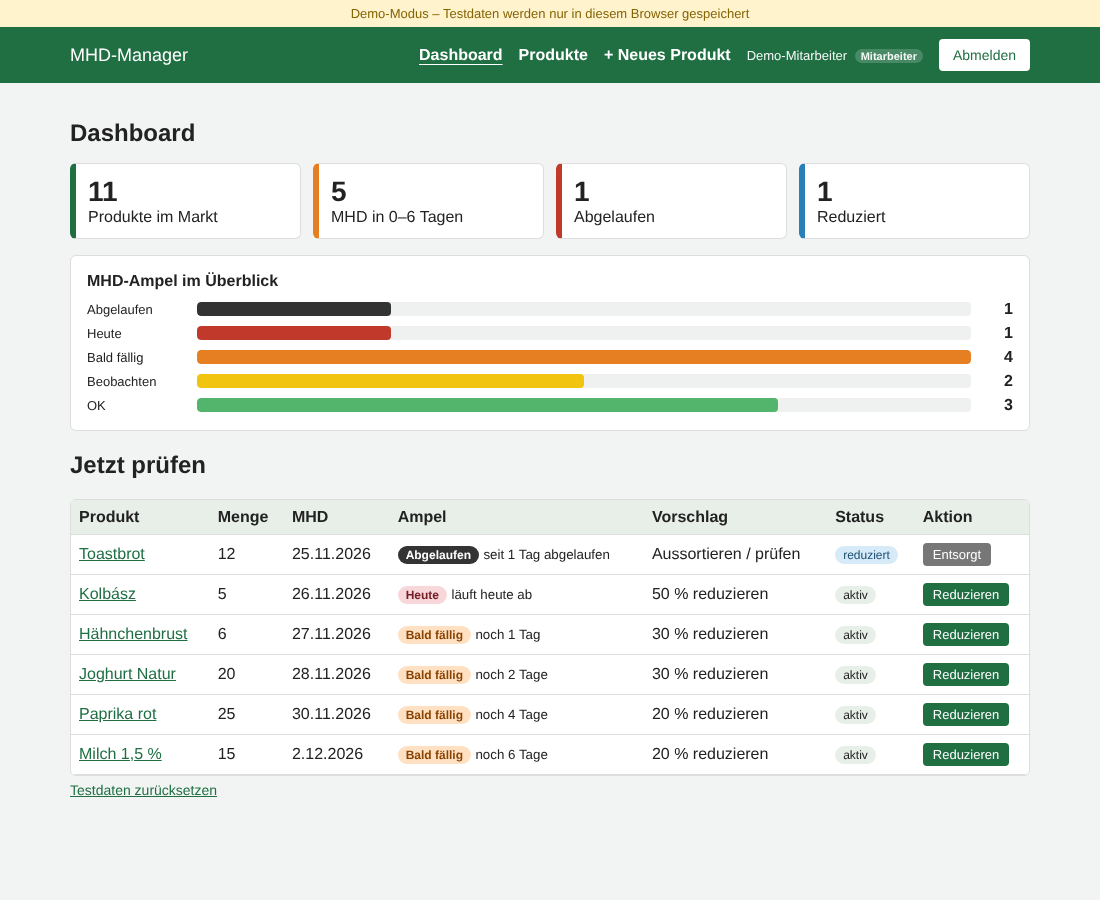 Demo-Modus – Testdaten werden nur in diesem Browser gespeichert
MHD-Manager Dashboard Produkte + Neues Produkt Demo-Mitarbeiter Mitarbeiter Abmelden
Dashboard
11 5 1 1
Produkte im Markt MHD in 0–6 Tagen Abgelaufen Reduziert
MHD-Ampel im Überblick
Abgelaufen 1
Heute 1
Bald fällig 4
Beobachten 2
OK 3
Jetzt prüfen
Produkt Menge MHD Ampel Vorschlag Status Aktion
Toastbrot 12 25.11.2026 Abgelaufen seit 1 Tag abgelaufen Aussortieren / prüfen reduziert Entsorgt
Kolbász 5 26.11.2026 Heute läuft heute ab 50 % reduzieren aktiv Reduzieren
Hähnchenbrust 6 27.11.2026 Bald fällig noch 1 Tag 30 % reduzieren aktiv Reduzieren
Joghurt Natur 20 28.11.2026 Bald fällig noch 2 Tage 30 % reduzieren aktiv Reduzieren
Paprika rot 25 30.11.2026 Bald fällig noch 4 Tage 20 % reduzieren aktiv Reduzieren
Milch 1,5 % 15 2.12.2026 Bald fällig noch 6 Tage 20 % reduzieren aktiv Reduzieren
Testdaten zurücksetzen